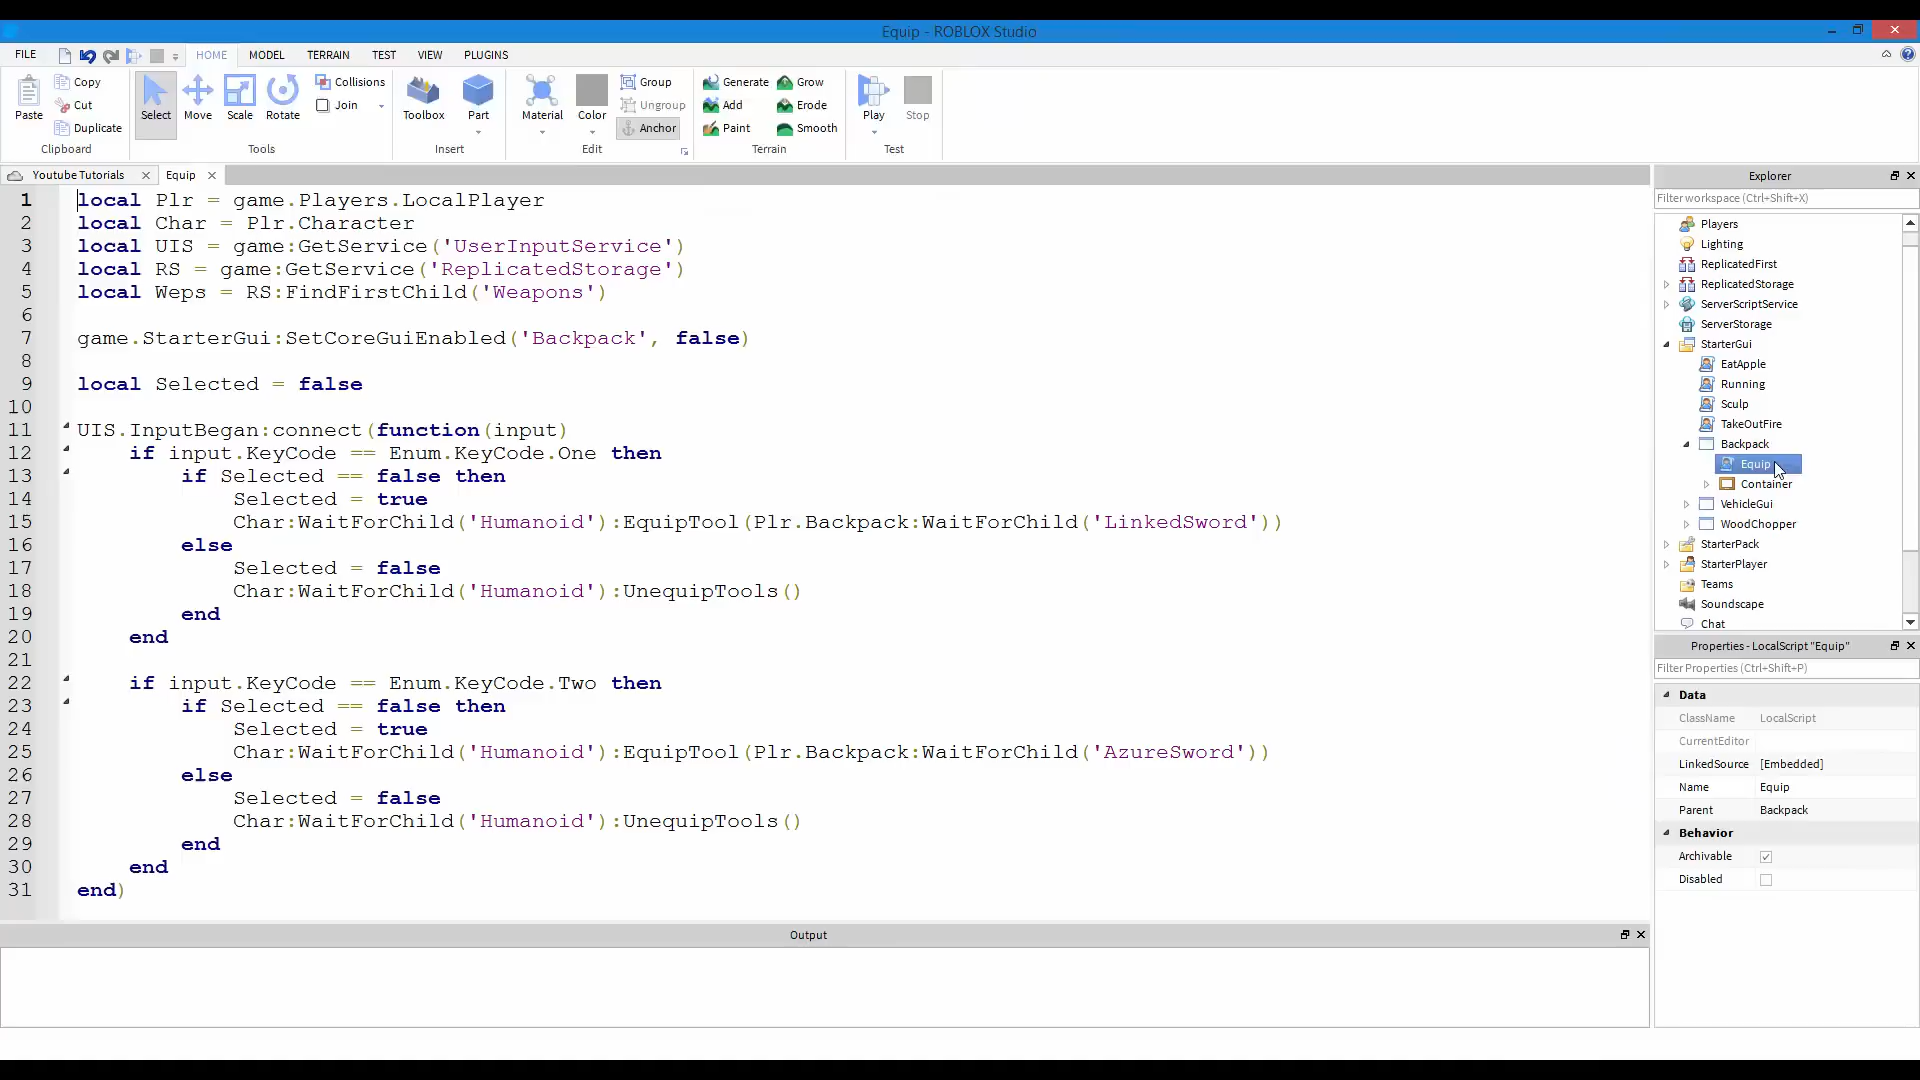 Equip - ROBLOX Studio
FILE
HOME
MODEL
TERRAIN
TEST
VIEW
PLUGINS
Paste
Copy
Cut
Duplicate
Clipboard
Select
Move
Scale
Rotate
Collisions
Join
Tools
Toolbox
Part
Insert
Material
Color
Group
Ungroup
Anchor
Edit
Generate
Grow
Add
Erode
Paint
Smooth
Terrain
Play
Stop
Test
Youtube Tutorials
Equip
1 local Plr = game.Players.LocalPlayer
2 local Char = Plr.Character
3 local UIS = game:GetService('UserInputService')
4 local RS = game:GetService('ReplicatedStorage')
5 local Weps = RS:FindFirstChild('Weapons')
6
7 game.StarterGui:SetCoreGuiEnabled('Backpack', false)
8
9 local Selected = false
10
11 UIS.InputBegan:connect(function(input)
12 if input.KeyCode == Enum.KeyCode.One then
13 if Selected == false then
14 Selected = true
15 Char:WaitForChild('Humanoid'):EquipTool(Plr.Backpack:WaitForChild('LinkedSword'))
16 else
17 Selected = false
18 Char:WaitForChild('Humanoid'):UnequipTools()
19 end
20 end
21
22 if input.KeyCode == Enum.KeyCode.Two then
23 if Selected == false then
24 Selected = true
25 Char:WaitForChild('Humanoid'):EquipTool(Plr.Backpack:WaitForChild('AzureSword'))
26 else
27 Selected = false
28 Char:WaitForChild('Humanoid'):UnequipTools()
29 end
30 end
31 end)
Output
Explorer
Filter workspace (Ctrl+Shift+X)
Players
Lighting
ReplicatedFirst
ReplicatedStorage
ServerScriptService
ServerStorage
StarterGui
EatApple
Running
Sculp
TakeOutFire
Backpack
Equip
Container
VehicleGui
WoodChopper
StarterPack
StarterPlayer
Teams
Soundscape
Chat
Properties - LocalScript "Equip"
Filter Properties (Ctrl+Shift+P)
Data
ClassName LocalScript
CurrentEditor
LinkedSource [Embedded]
Name Equip
Parent Backpack
Behavior
Archivable
Disabled